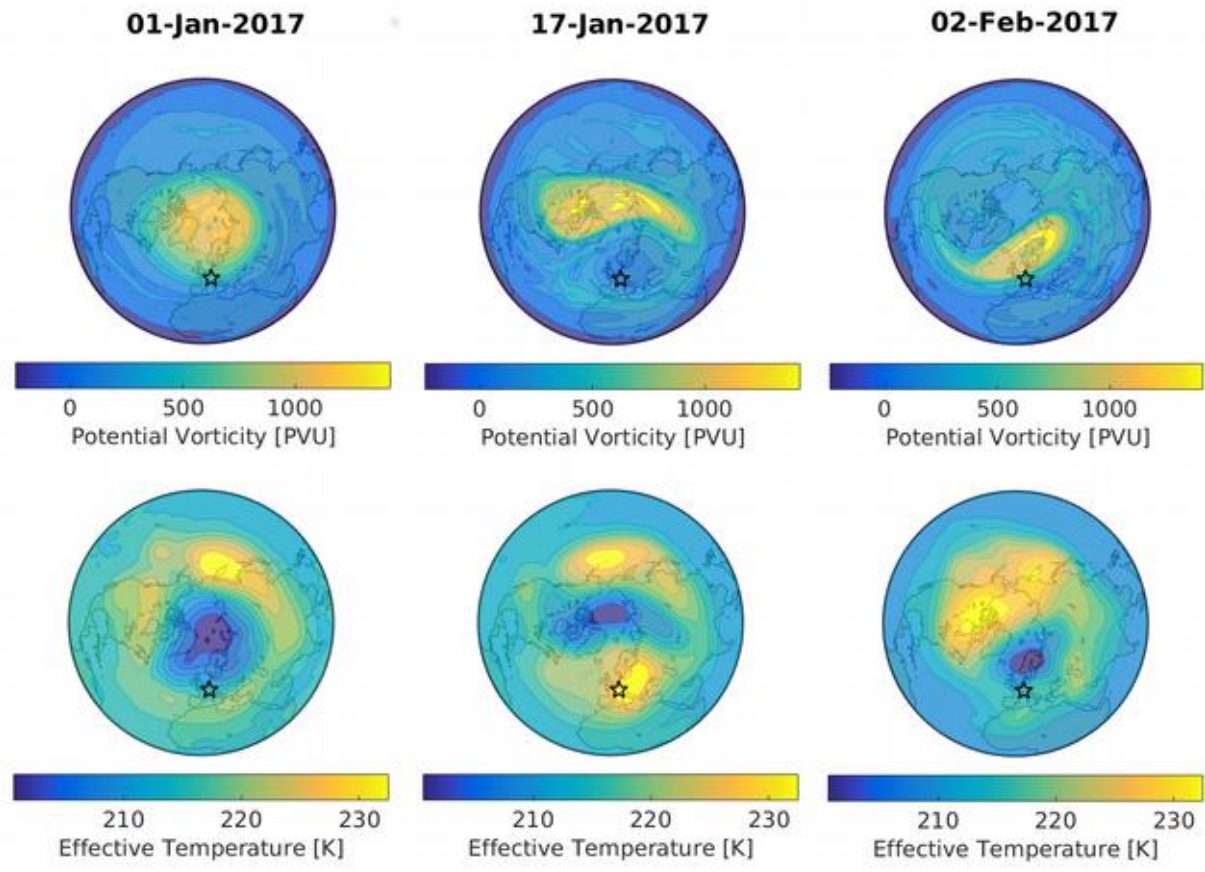 01-Jan-2017 17-Jan-2017 02-Feb-2017
0 500 1000 0 500 1000 0 500 1000
Potential Vorticity [PVU] Potential Vorticity [PVU] Potential Vorticity [PVU]
210 220 230 210 220 230 210 220 230
Effective Temperature [K] Effective Temperature [K] Effective Temperature [K]